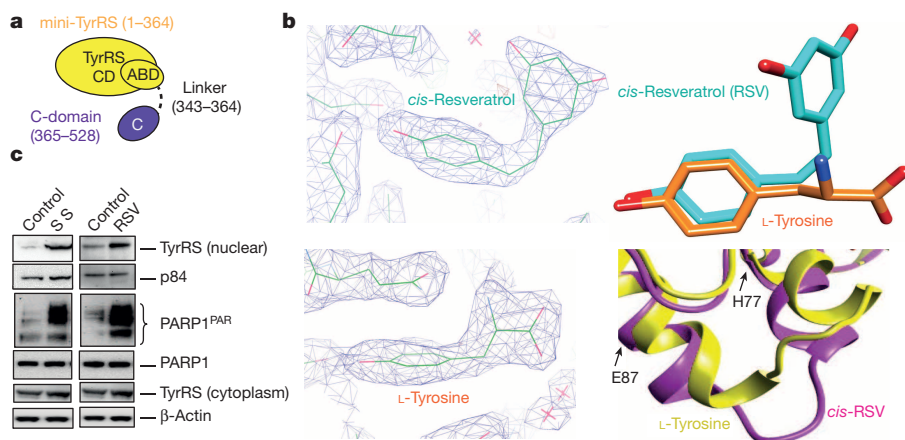 a
mini-TyrRS (1–364)
TyrRS
CD
ABD
Linker
(343–364)
C-domain
(365–528)
C
b
cis-Resveratrol
cis-Resveratrol (RSV)
L-Tyrosine
L-Tyrosine
H77
E87
L-Tyrosine
cis-RSV
c
Control
S S
Control
RSV
TyrRS (nuclear)
p84
PARP1PAR
PARP1
TyrRS (cytoplasm)
β-Actin